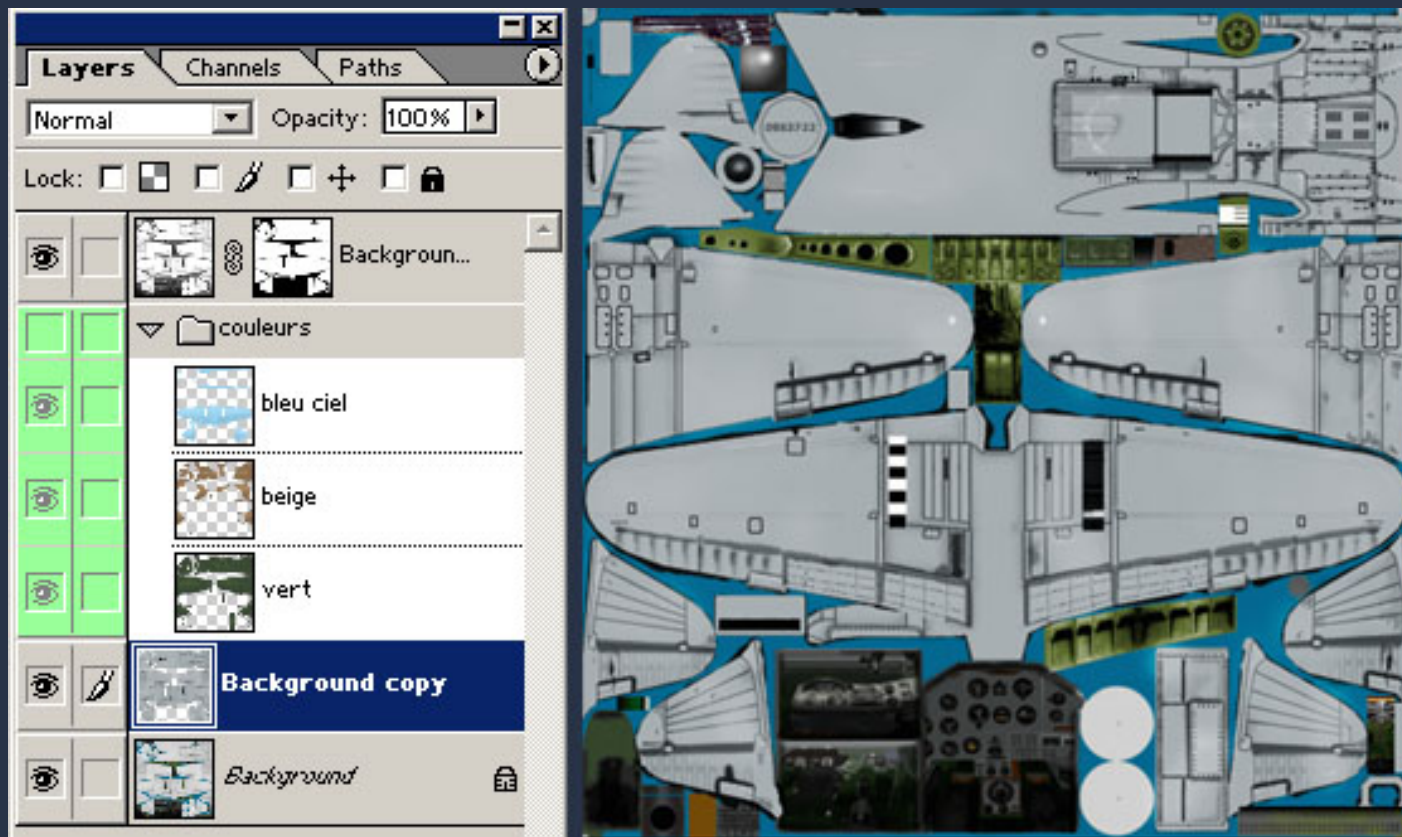 Layers Channels Paths
Normal Opacity: 100%
Lock:
Backgroun...
couleurs
bleu ciel
beige
vert
Background copy
Background